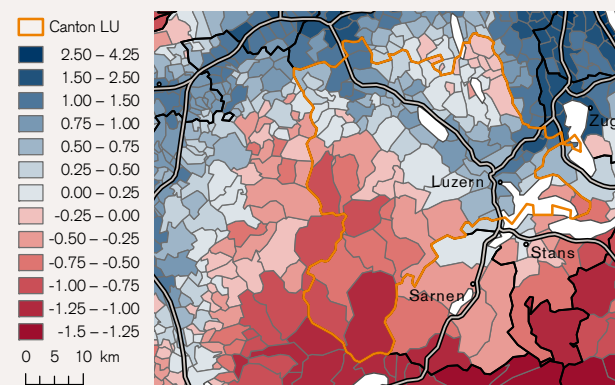 Canton LU
2.50 – 4.25
1.50 – 2.50
1.00 – 1.50
0.75 – 1.00
0.50 – 0.75
0.25 – 0.50
0.00 – 0.25
-0.25 – 0.00
-0.50 – -0.25
-0.75 – -0.50
-1.00 – -0.75
-1.25 – -1.00
-1.5 – -1.25
0 5 10 km
Zug
Luzern
Stans
Sarnen